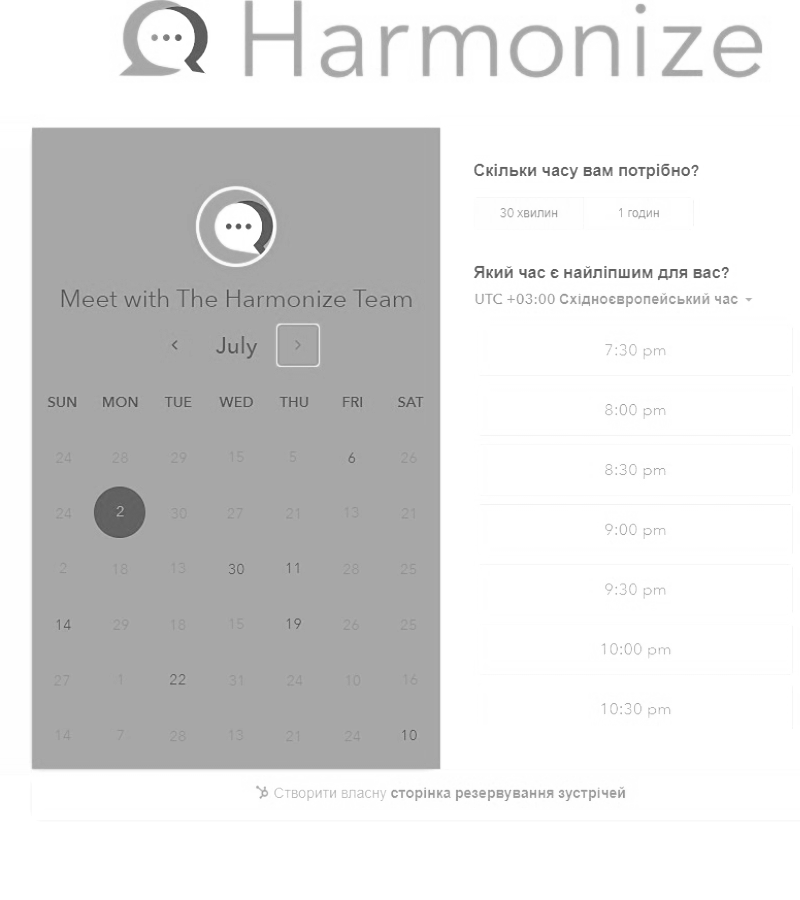 Harmonize
Meet with The Harmonize Team
July
SUN MON TUE WED THU FRI SAT
24 28 29 15 5 6 26
24 2 30 27 21 13 21
2 18 13 30 11 28 25
14 29 18 15 19 26 25
27 1 22 31 24 10 16
14 7 28 13 21 24 10
Скільки часу вам потрібно?
30 хвилин 1 годин
Який час є найліпшим для вас?
UTC +03:00 Східноєвропейський час
7:30 pm
8:00 pm
8:30 pm
9:00 pm
9:30 pm
10:00 pm
10:30 pm
Створити власну сторінка резервування зустрічей